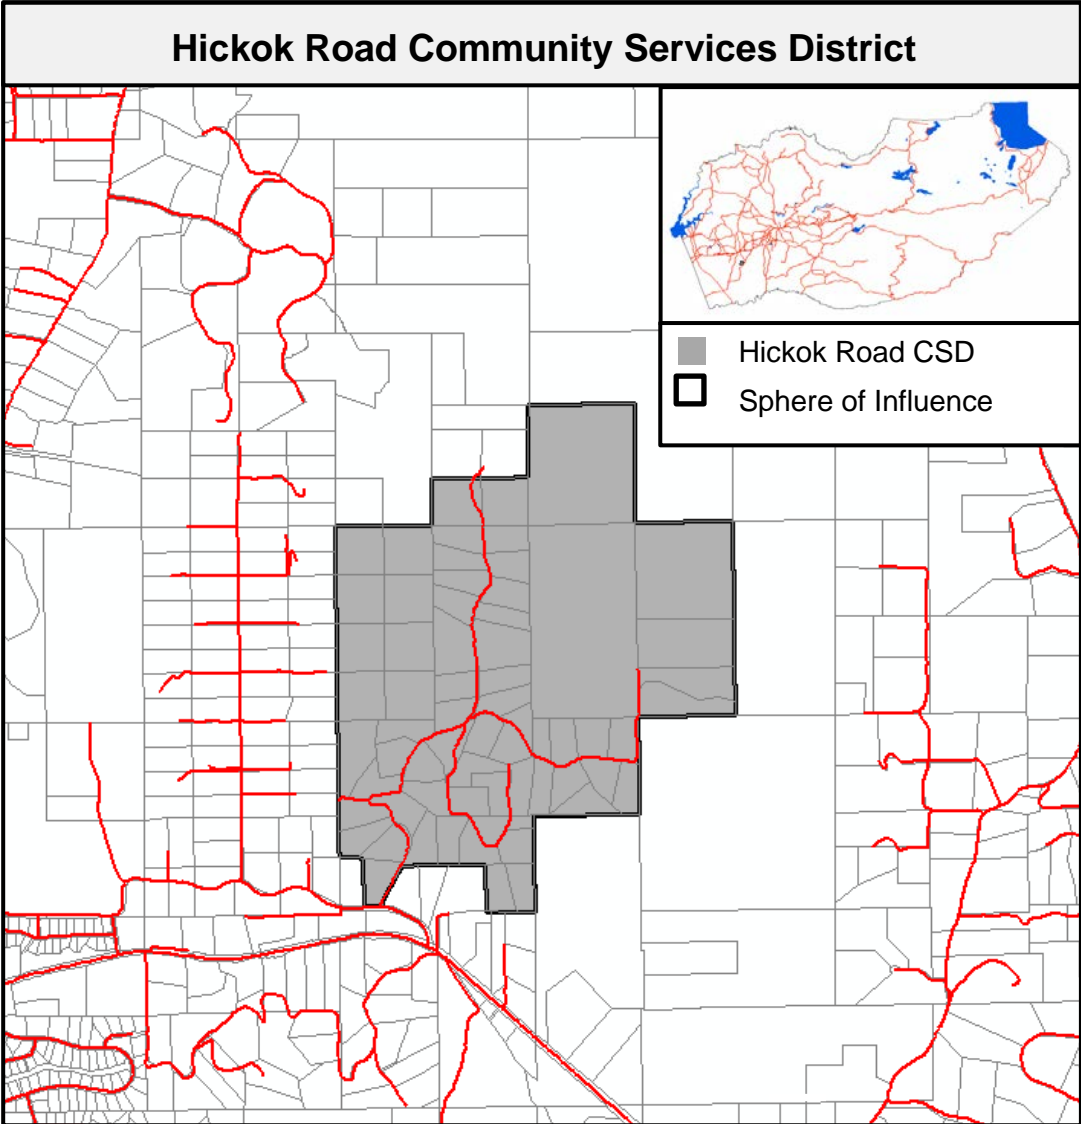 Hickok Road Community Services District
Hickok Road CSD
Sphere of Influence